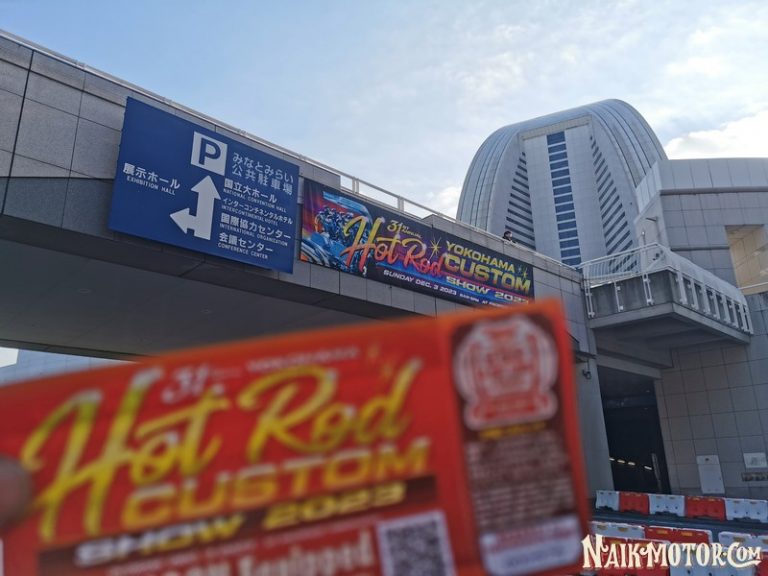 P
みなとみらい
公共駐車場
展示ホール
EXHIBITION HALL
国立大ホール
NATIONAL CONVENTION HALL
インターコンチネンタルホテル
INTERCONTINENTAL HOTEL
国際協力センター
INTERNATIONAL ORGANIZATION CENTER
会議センター
CONFERENCE CENTER
31st ANNUAL
YOKOHAMA
Hot Rod CUSTOM
SHOW 2023
SUNDAY DEC. 3 2023
31st
YOKOHAMA
Hot Rod
CUSTOM
SHOW 2023
NAIKMOTOR.COM